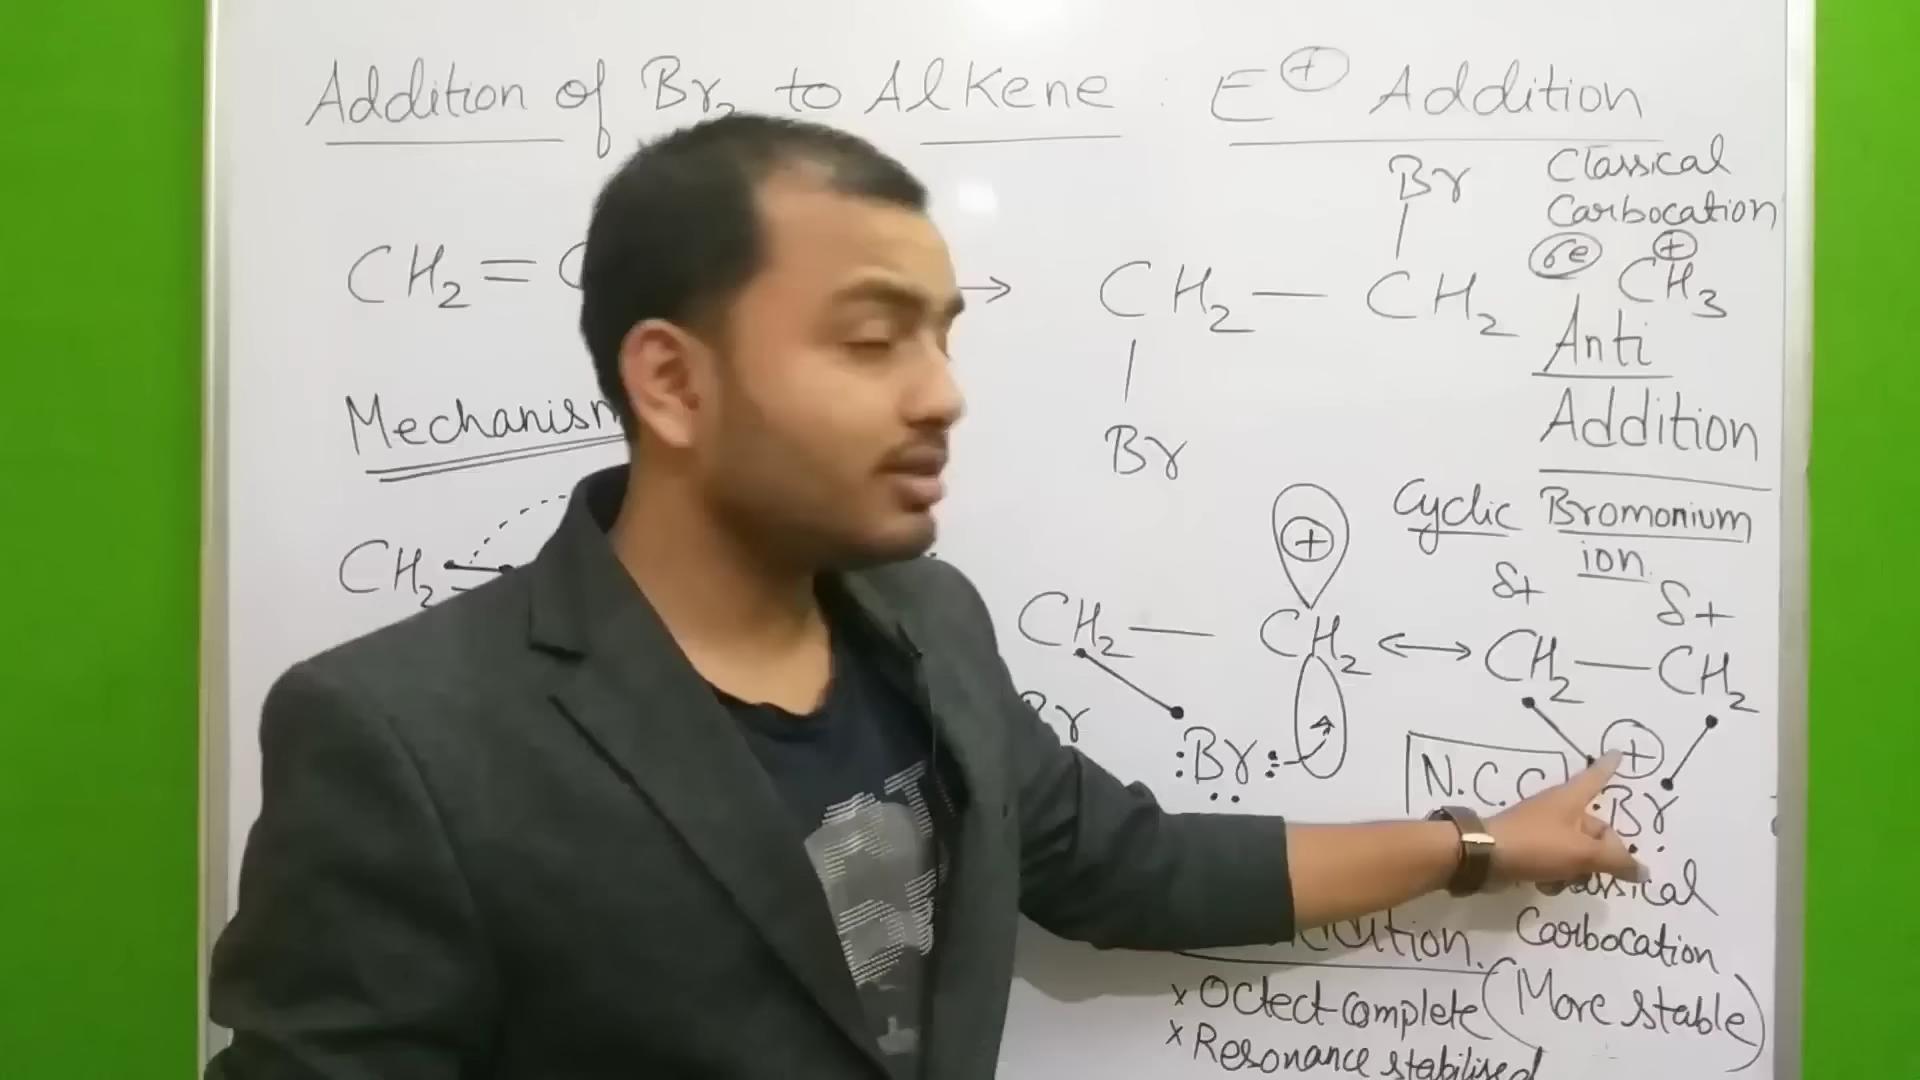 Addition of Br₂ to Alkene : E⊕ Addition
Classical
Carbocation
6e ⊕
CH₃
CH₂ =
→
Br
CH₂ — CH₂
Br
Anti
Addition
Mechanism
Cyclic Bromonium
ion
CH₂
CH₂ — CH₂ ⊕ ↔ CH₂ — CH₂
δ+ δ+
Br
:Br:
N.C.C
⊕
Br
Classical
Carbocation
(More stable)
× Octect complete
× Resonance stabilised